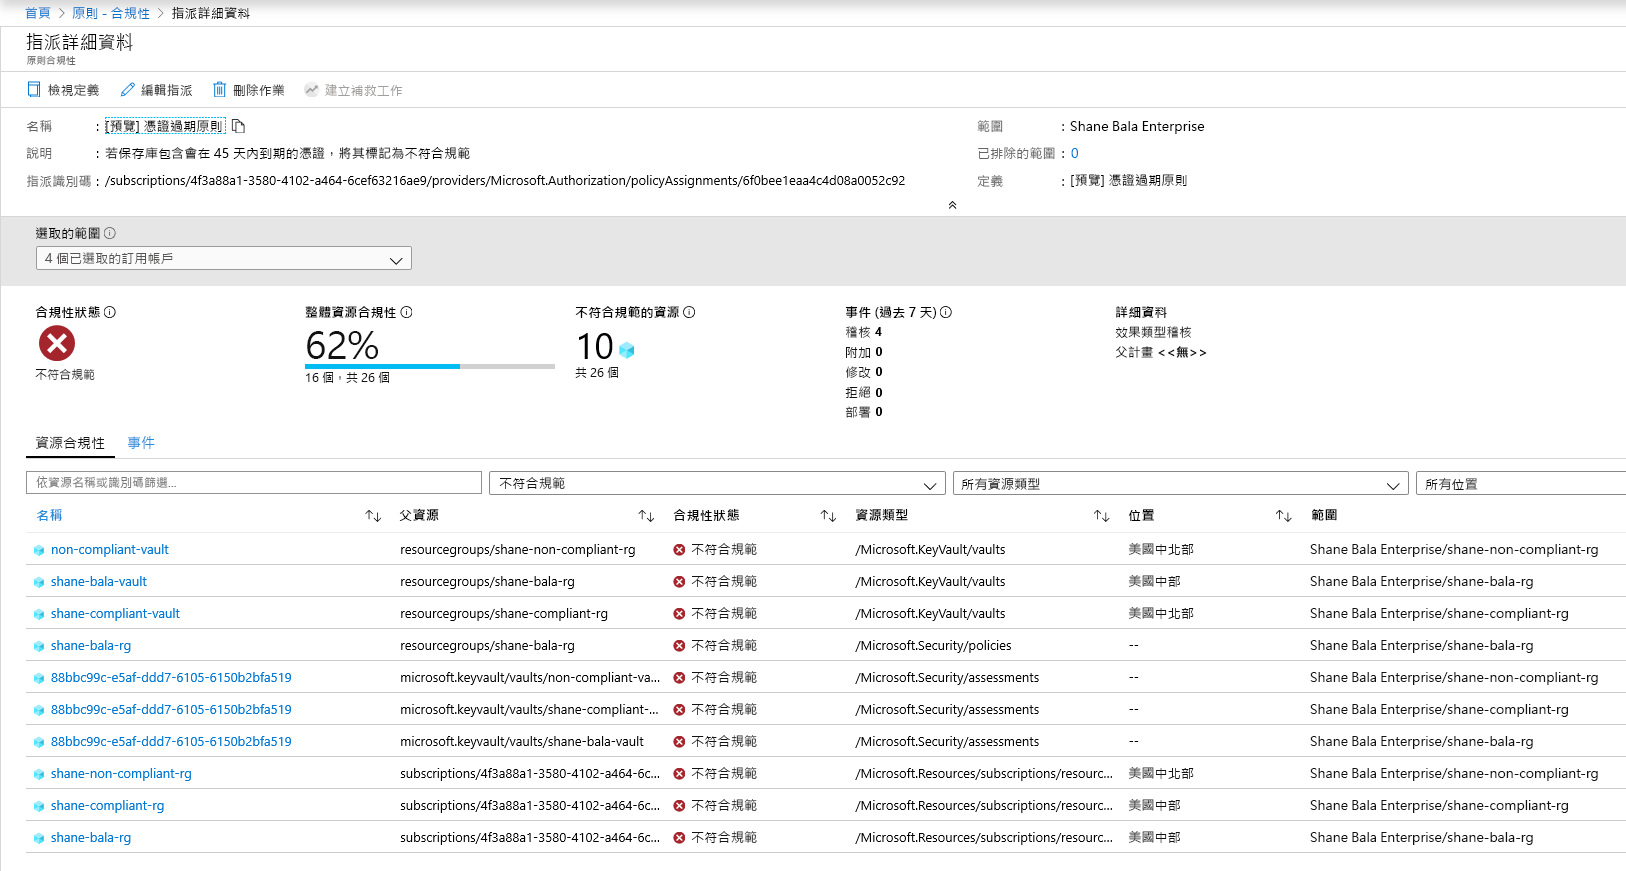 首頁 > 原則 - 合規性 > 指派詳細資料
指派詳細資料
原則合規性
檢視定義 編輯指派 刪除作業 建立補救工作
名稱 : [預覽] 憑證過期原則 範圍 : Shane Bala Enterprise
說明 : 若保存庫包含會在 45 天內到期的憑證，將其標記為不符合規範 已排除的範圍 : 0
指派識別碼 : /subscriptions/4f3a88a1-3580-4102-a464-6cef63216ae9/providers/Microsoft.Authorization/policyAssignments/6f0bee1eaa4c4d08a0052c92 定義 : [預覽] 憑證過期原則
選取的範圍
4 個已選取的訂用帳戶
合規性狀態 整體資源合規性 不符合規範的資源 事件 (過去 7 天) 詳細資料
不符合規範
62%
16 個，共 26 個
10
共 26 個
稽核 4
附加 0
修改 0
拒絕 0
部署 0
效果類型稽核
父計畫 <<無>>
資源合規性 事件
依資源名稱或識別碼篩選... 不符合規範 所有資源類型 所有位置
名稱 父資源 合規性狀態 資源類型 位置 範圍
non-compliant-vault resourcegroups/shane-non-compliant-rg 不符合規範 /Microsoft.KeyVault/vaults 美國中北部 Shane Bala Enterprise/shane-non-compliant-rg
shane-bala-vault resourcegroups/shane-bala-rg 不符合規範 /Microsoft.KeyVault/vaults 美國中部 Shane Bala Enterprise/shane-bala-rg
shane-compliant-vault resourcegroups/shane-compliant-rg 不符合規範 /Microsoft.KeyVault/vaults 美國中北部 Shane Bala Enterprise/shane-compliant-rg
shane-bala-rg resourcegroups/shane-bala-rg 不符合規範 /Microsoft.Security/policies -- Shane Bala Enterprise/shane-bala-rg
88bbc99c-e5af-ddd7-6105-6150b2bfa519 microsoft.keyvault/vaults/non-compliant-va... 不符合規範 /Microsoft.Security/assessments -- Shane Bala Enterprise/shane-non-compliant-rg
88bbc99c-e5af-ddd7-6105-6150b2bfa519 microsoft.keyvault/vaults/shane-compliant-... 不符合規範 /Microsoft.Security/assessments -- Shane Bala Enterprise/shane-compliant-rg
88bbc99c-e5af-ddd7-6105-6150b2bfa519 microsoft.keyvault/vaults/shane-bala-vault 不符合規範 /Microsoft.Security/assessments -- Shane Bala Enterprise/shane-bala-rg
shane-non-compliant-rg subscriptions/4f3a88a1-3580-4102-a464-6c... 不符合規範 /Microsoft.Resources/subscriptions/resourc... 美國中北部 Shane Bala Enterprise/shane-non-compliant-rg
shane-compliant-rg subscriptions/4f3a88a1-3580-4102-a464-6c... 不符合規範 /Microsoft.Resources/subscriptions/resourc... 美國中部 Shane Bala Enterprise/shane-compliant-rg
shane-bala-rg subscriptions/4f3a88a1-3580-4102-a464-6c... 不符合規範 /Microsoft.Resources/subscriptions/resourc... 美國中部 Shane Bala Enterprise/shane-bala-rg